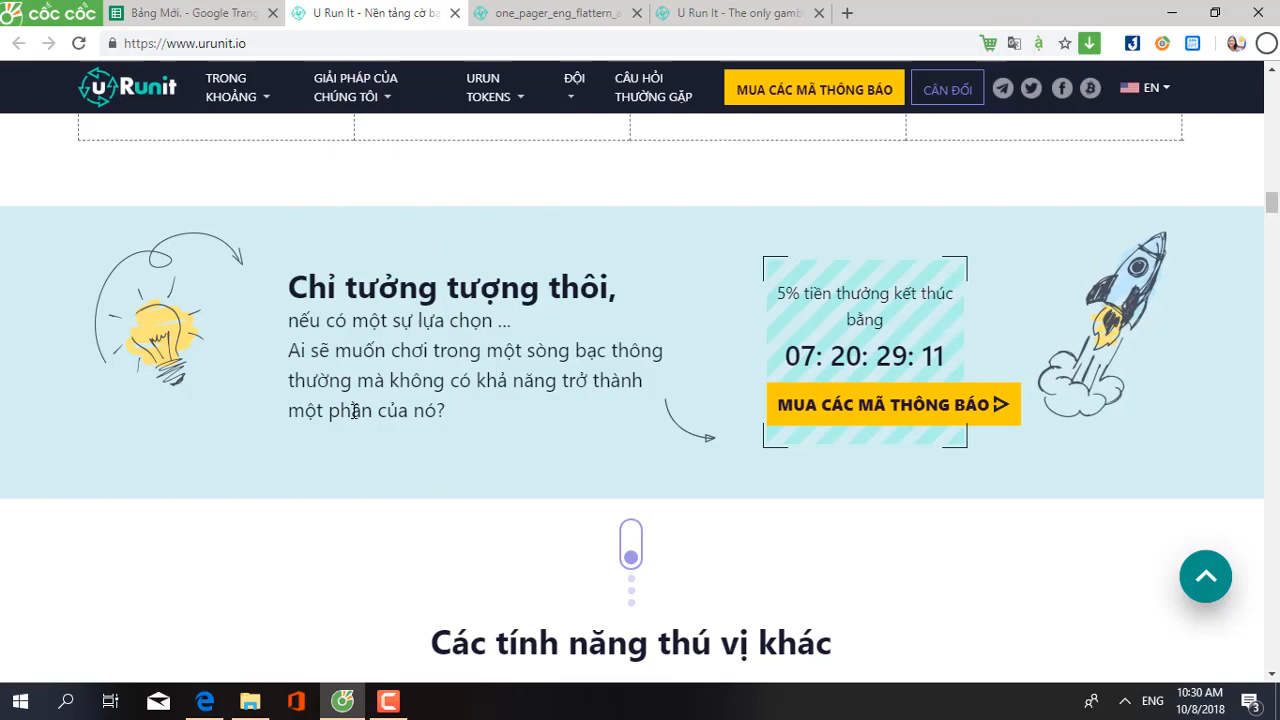 cốc cốc
Bảng Mới. - Google Trang
U Run It - Nền tảng cờ bạ
one_pager_eng_flattern_a
U Run It - The only gamb
https://www.urunit.io
uRunit
TRONG KHOẢNG
GIẢI PHÁP CỦA CHÚNG TÔI
URUN TOKENS
ĐỘI
CÂU HỎI THƯỜNG GẶP
MUA CÁC MÃ THÔNG BÁO
CÂN ĐỐI
EN
Chỉ tưởng tượng thôi,
nếu có một sự lựa chọn ...
Ai sẽ muốn chơi trong một sòng bạc thông
thường mà không có khả năng trở thành
một phần của nó?
5% tiền thưởng kết thúc
bằng
07: 20: 29: 11
MUA CÁC MÃ THÔNG BÁO
Các tính năng thú vị khác
ENG
10:30 AM
10/8/2018
3